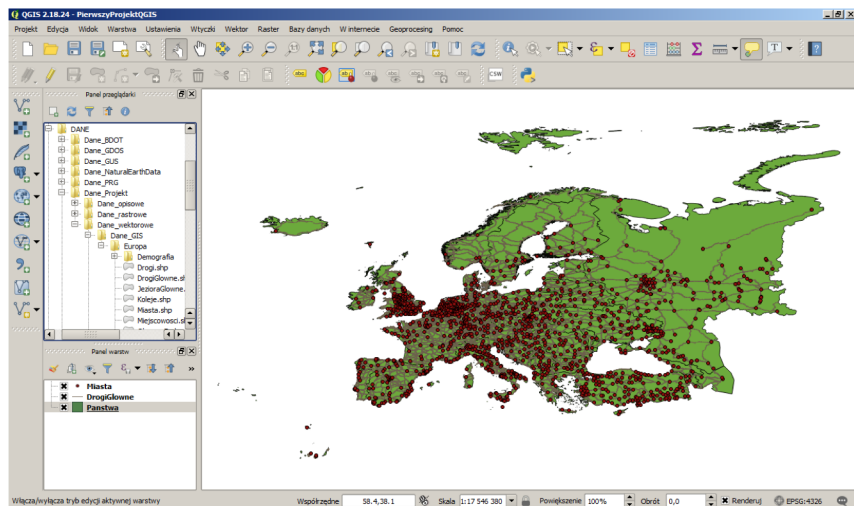 QGIS 2.18.24 - PierwszyProjektQGIS
Projekt Edycja Widok Warstwa Ustawienia Wtyczki Wektor Raster Bazy danych W internecie Geoprocesing Pomoc
Panel przeglądarki
DANE
Dane_BDOT
Dane_GDOS
Dane_GUS
Dane_NaturalEarthData
Dane_PRG
Dane_Projekt
Dane_opisowe
Dane_rastrowe
Dane_wektorowe
Dane_GIS
Europa
Demografia
Drogi.shp
DrogiGlowne.sh
JezioraGlowne.
Koleje.shp
Miasta.shp
Miejscowosci.sh
Panel warstw
Miasta
DrogiGlowne
Panstwa
Włącza/wyłącza tryb edycji aktywnej warstwy Współrzędne 58.4,38.1 Skala 1:17 546 380 Powiększenie 100% Obrót 0,0 Renderuj EPSG:4326